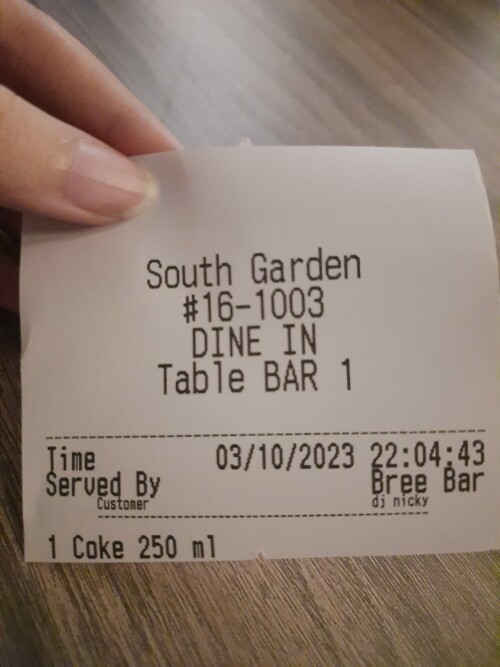 South Garden
#16-1003
DINE IN
Table BAR 1
Time 03/10/2023 22:04:43
Served By Bree Bar
Customer dj nicky
1 Coke 250 ml